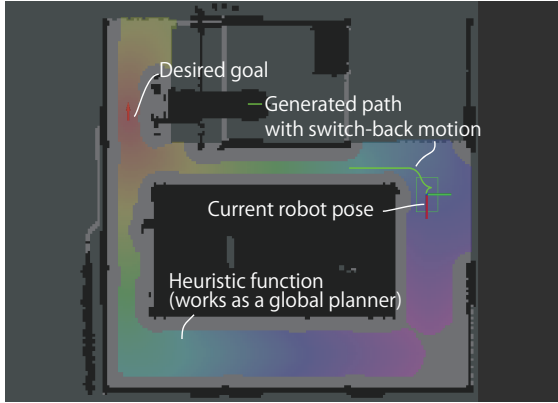 Desired goal
Generated path
with switch-back motion
Current robot pose
Heuristic function
(works as a global planner)